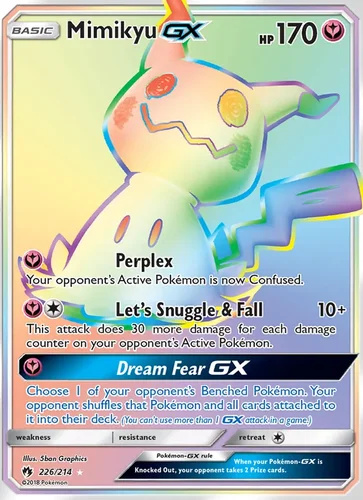 BASIC Mimikyu GX HP 170
Perplex
Your opponent's Active Pokémon is now Confused.
Let's Snuggle & Fall 10+
This attack does 30 more damage for each damage
counter on your opponent's Active Pokémon.
Dream Fear GX
Choose 1 of your opponent's Benched Pokémon. Your
opponent shuffles that Pokémon and all cards attached to
it into their deck. (You can't use more than 1 GX attack in a game.)
weakness resistance retreat
Illus. 5ban Graphics
226/214
©2018 Pokémon
Pokémon-GX rule
When your Pokémon-GX is
Knocked Out, your opponent takes 2 Prize cards.